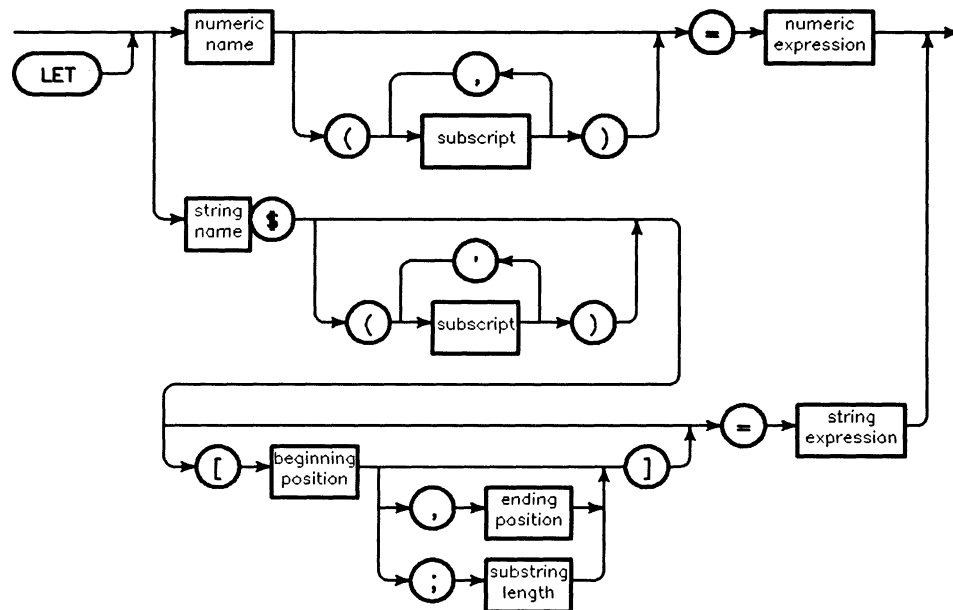 LET
numeric
name
=
numeric
expression
,
(
subscript
)
string
name
$
'
(
subscript
)
=
string
expression
[
beginning
position
]
,
ending
position
;
substring
length